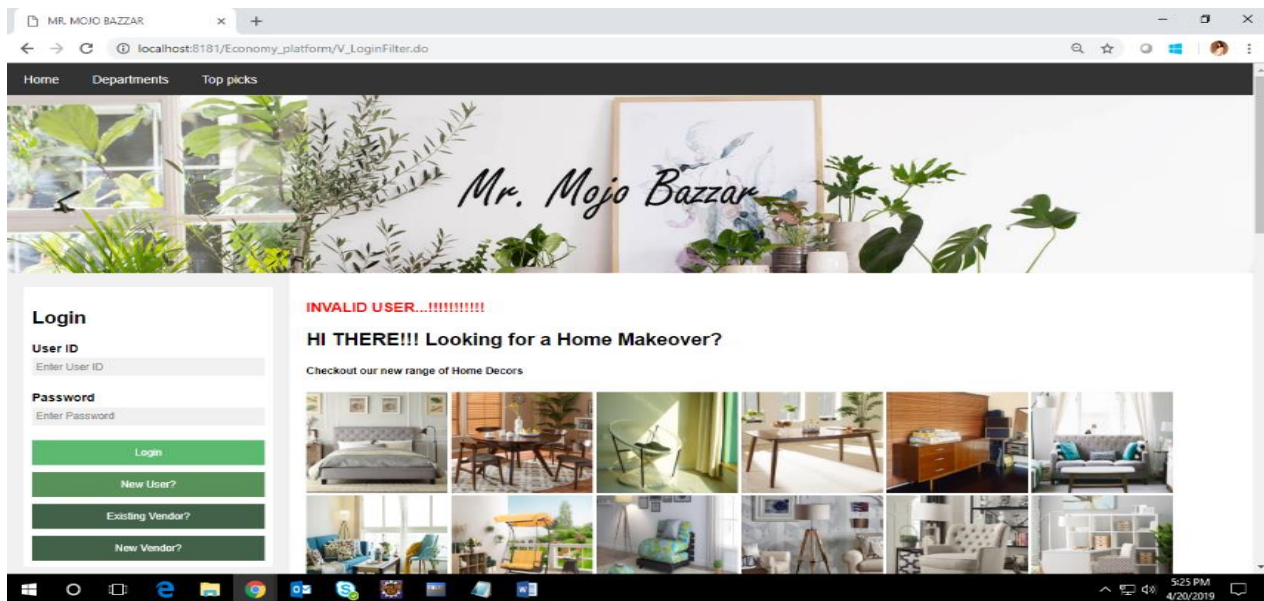 MR. MOJO BAZZAR
localhost:8181/Economy_platform/V_LoginFilter.do
Home Departments Top picks
Mr. Mojo Bazzar
Login
User ID
Enter User ID
Password
Enter Password
Login
New User?
Existing Vendor?
New Vendor?
INVALID USER...!!!!!!!!!!!
HI THERE!!! Looking for a Home Makeover?
Checkout our new range of Home Decors
5:25 PM
4/20/2019